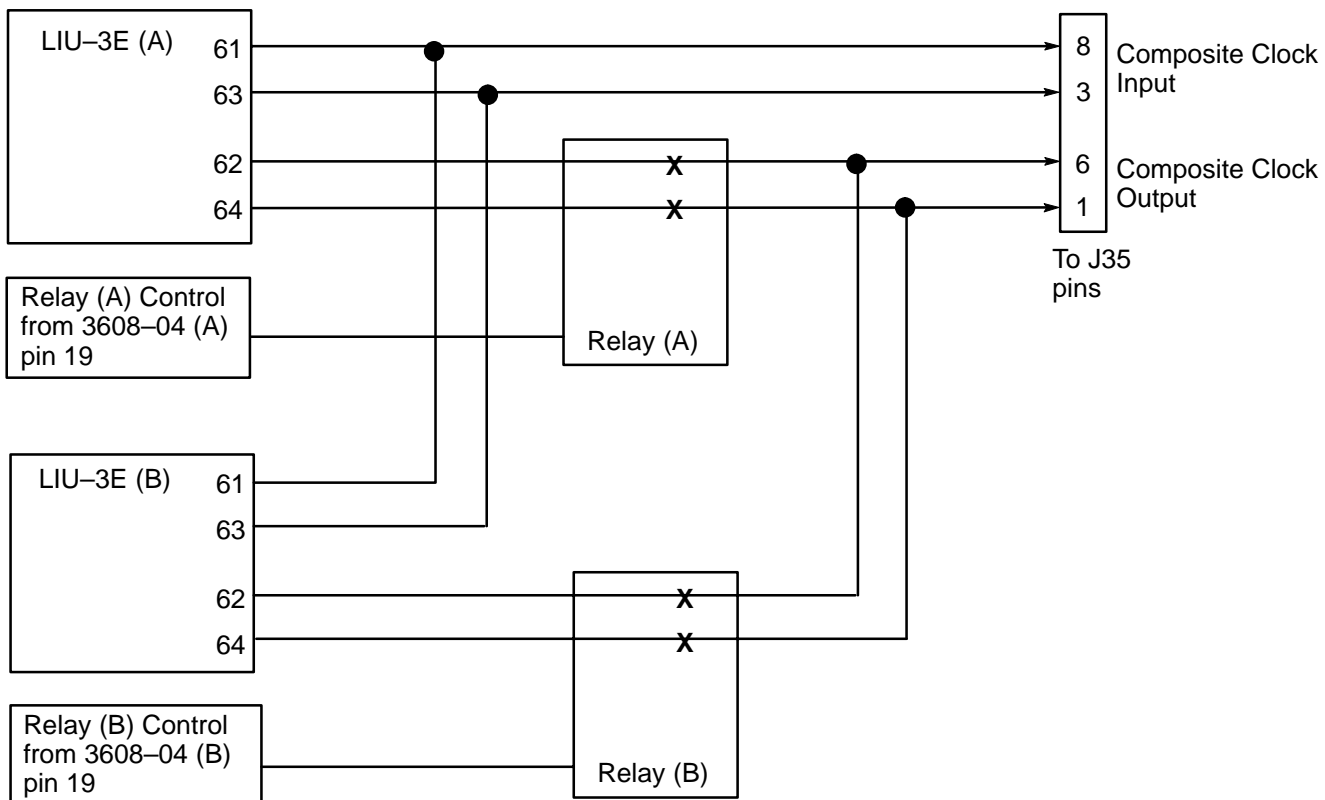 LIU–3E (A)
61
63
62
64
8
3
6
1
Composite Clock
Input
Composite Clock
Output
To J35
pins
X
X
Relay (A)
Relay (A) Control
from 3608–04 (A)
pin 19
LIU–3E (B)
61
63
62
64
X
X
Relay (B)
Relay (B) Control
from 3608–04 (B)
pin 19